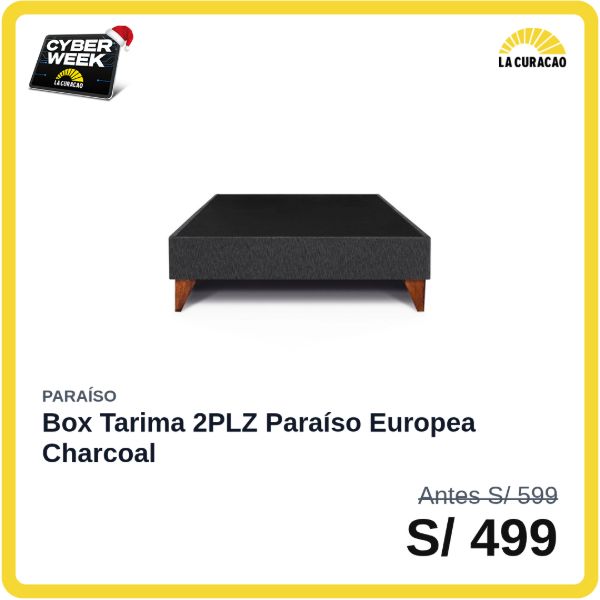 CYBER
WEEK
LA CURACAO
LA CURACAO
PARAÍSO
Box Tarima 2PLZ Paraíso Europea
Charcoal
Antes S/ 599
S/ 499